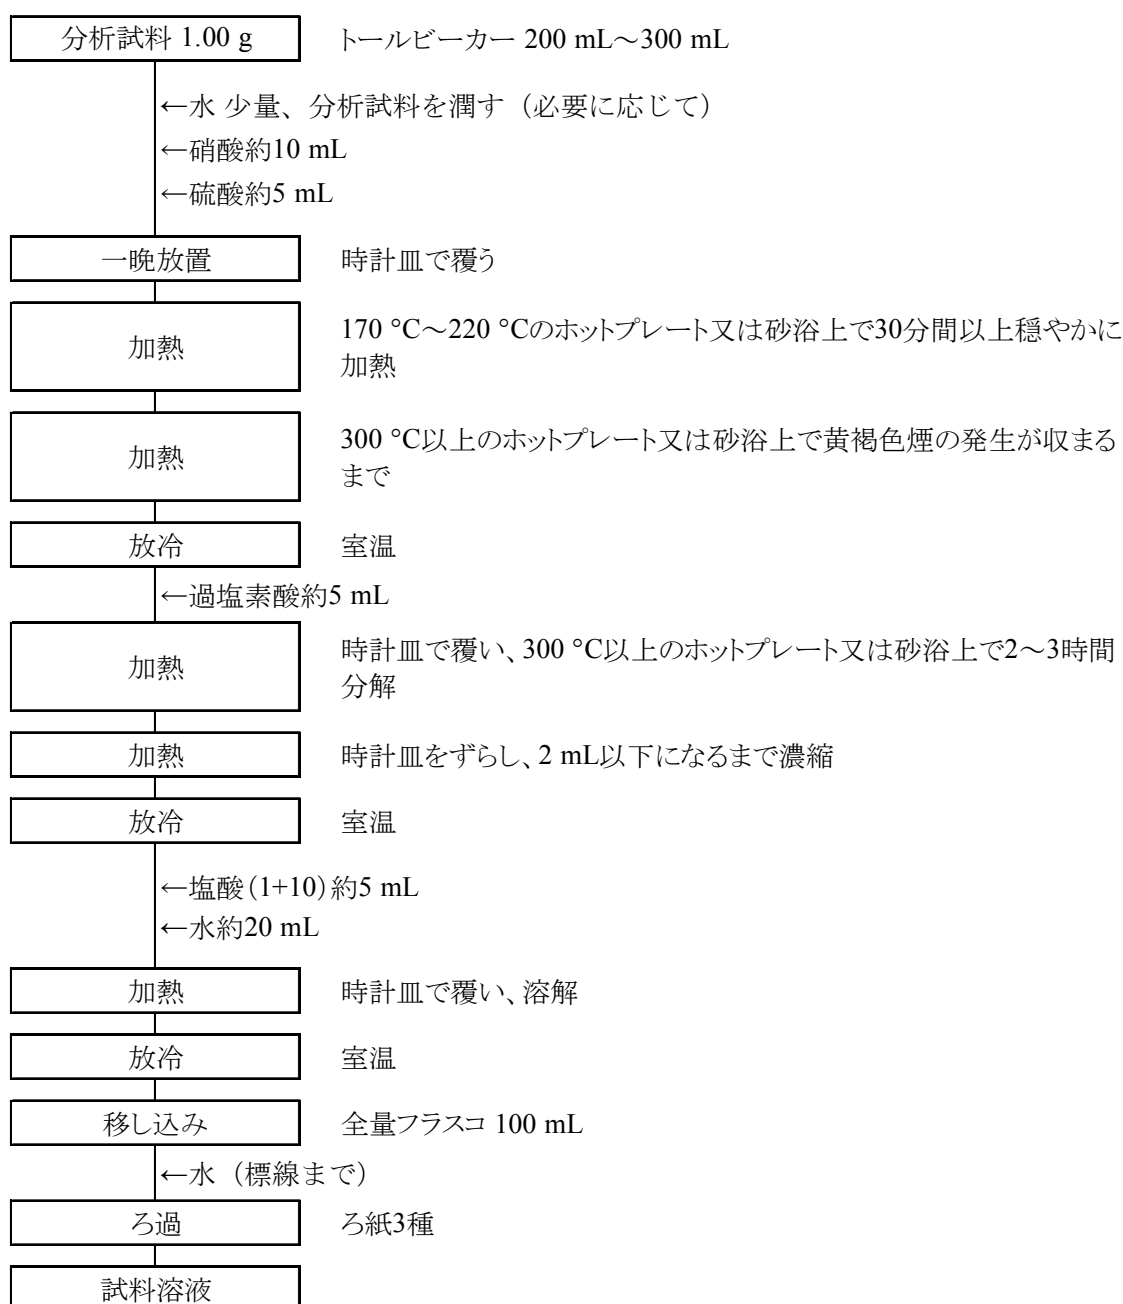 分析試料 1.00 g トールビーカー 200 mL～300 mL
←水 少量、分析試料を潤す（必要に応じて）
←硝酸約10 mL
←硫酸約5 mL
一晩放置 時計皿で覆う
加熱 170 °C～220 °Cのホットプレート又は砂浴上で30分間以上穏やかに
加熱
加熱 300 °C以上のホットプレート又は砂浴上で黄褐色煙の発生が収まる
まで
放冷 室温
←過塩素酸約5 mL
加熱 時計皿で覆い、300 °C以上のホットプレート又は砂浴上で2～3時間
分解
加熱 時計皿をずらし、2 mL以下になるまで濃縮
放冷 室温
←塩酸（1+10）約5 mL
←水約20 mL
加熱 時計皿で覆い、溶解
放冷 室温
移し込み 全量フラスコ 100 mL
←水（標線まで）
ろ過 ろ紙3種
試料溶液